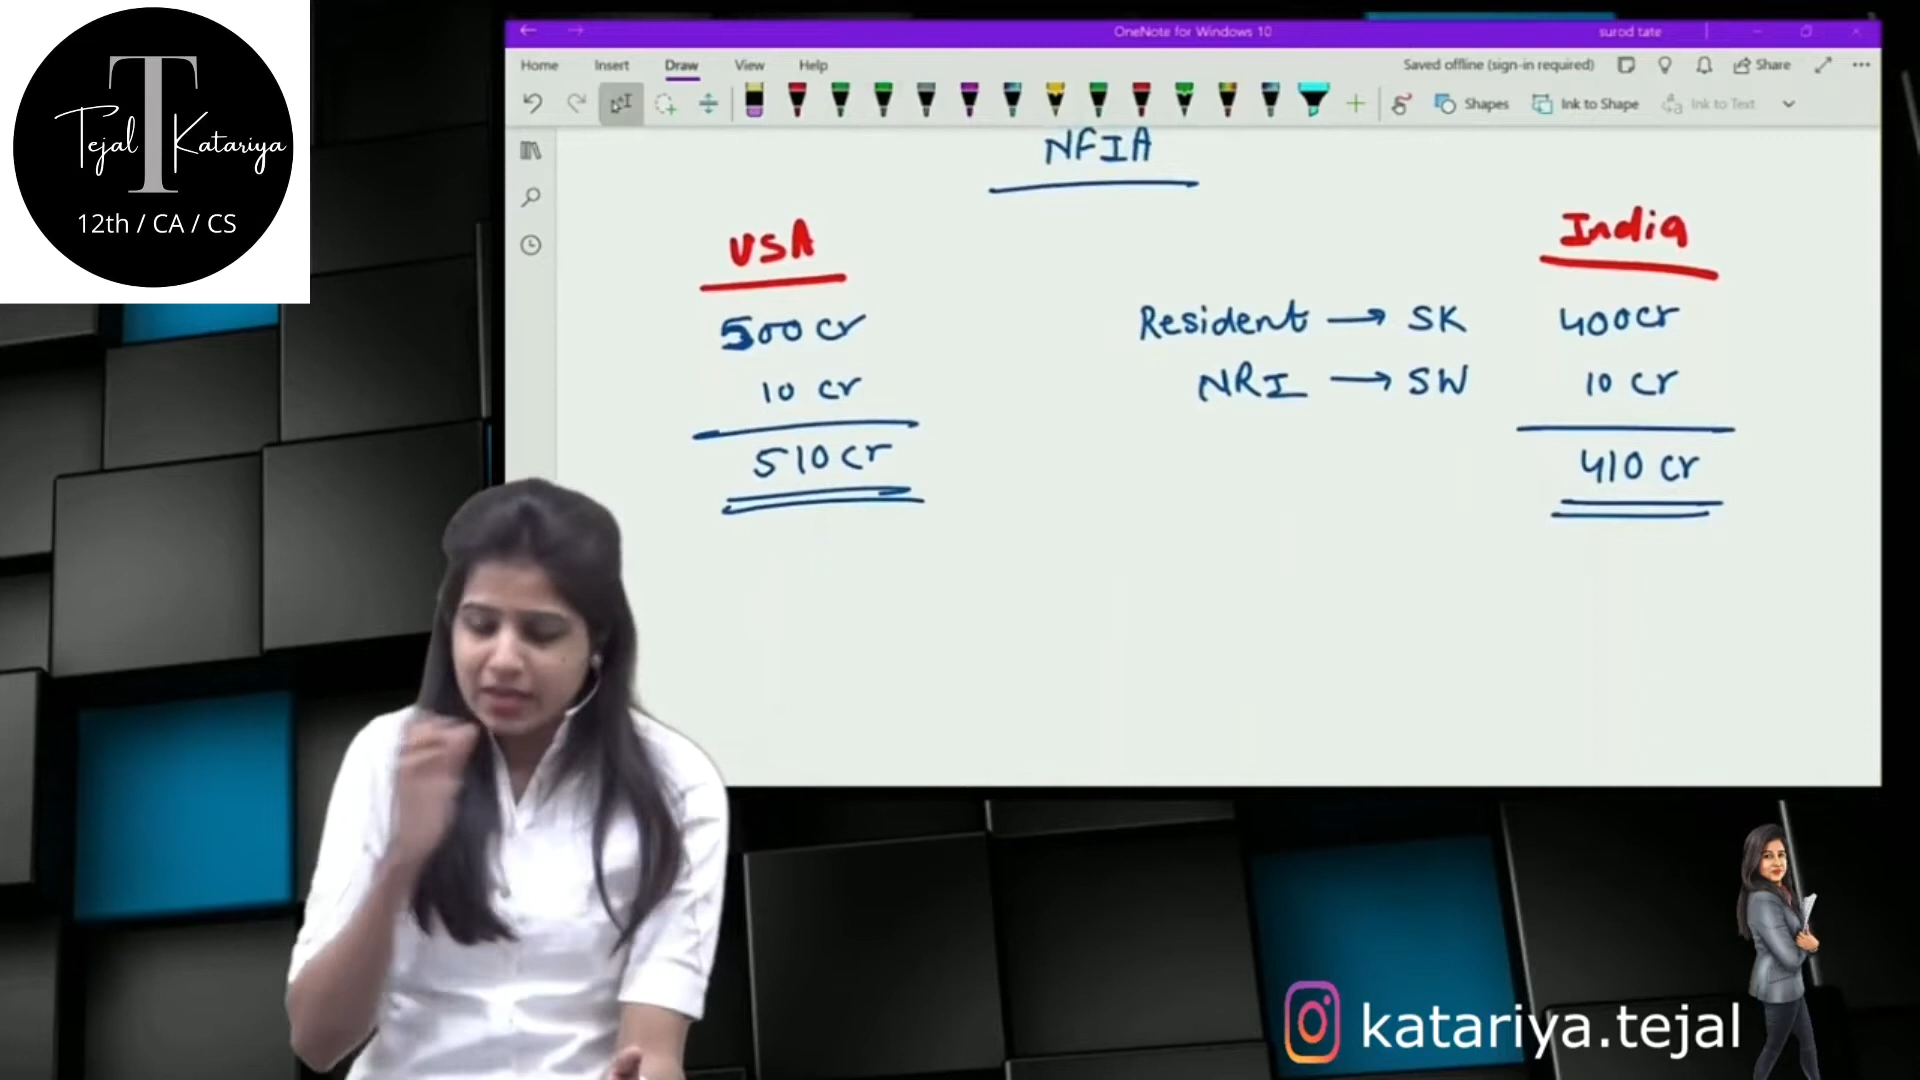 Tejal T Katariya
12th / CA / CS
OneNote for Windows 10
surod tate
Home Insert Draw View Help
Saved offline (sign-in required)
Share
Shapes
Ink to Shape
Ink to Text
NFIA
USA
India
500 cr
Resident → SK 400cr
10 cr
NRI → SW 10 cr
510 cr
410 cr
katariya.tejal